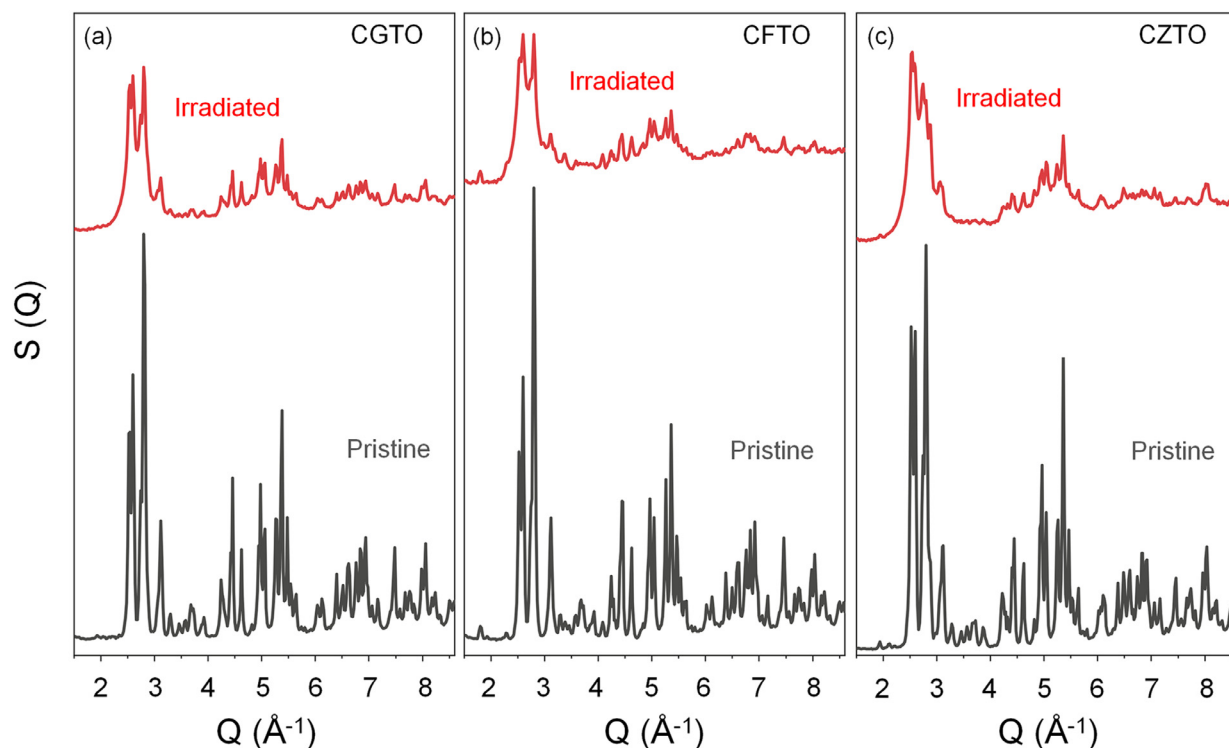 (a) CGTO
Irradiated
Pristine
(b) CFTO
Irradiated
Pristine
(c) CZTO
Irradiated
Pristine
S (Q)
2 3 4 5 6 7 8
2 3 4 5 6 7 8
2 3 4 5 6 7 8
Q (Å⁻¹)
Q (Å⁻¹)
Q (Å⁻¹)